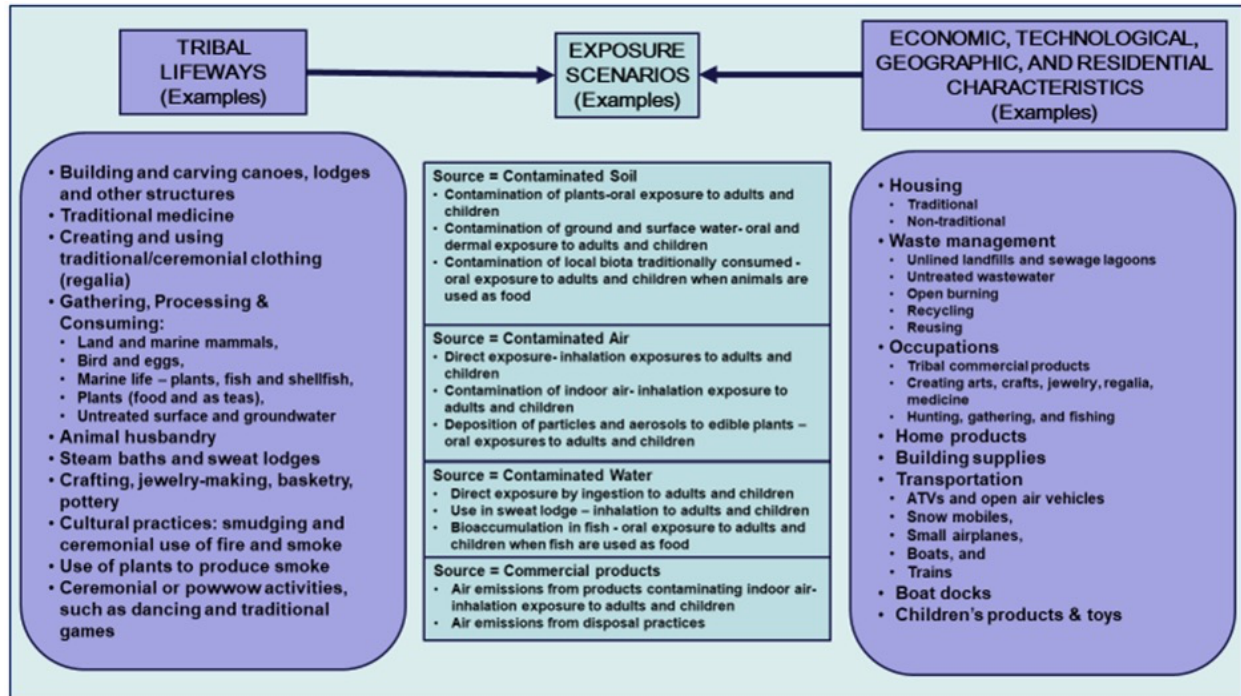 TRIBAL
LIFEWAYS
(Examples)
EXPOSURE
SCENARIOS
(Examples)
ECONOMIC, TECHNOLOGICAL,
GEOGRAPHIC, AND RESIDENTIAL
CHARACTERISTICS
(Examples)
• Building and carving canoes, lodges
and other structures
• Traditional medicine
• Creating and using
traditional/ceremonial clothing
(regalia)
• Gathering, Processing &
Consuming:
• Land and marine mammals,
• Bird and eggs,
• Marine life – plants, fish and shellfish,
• Plants (food and as teas),
• Untreated surface and groundwater
• Animal husbandry
• Steam baths and sweat lodges
• Crafting, jewelry-making, basketry,
pottery
• Cultural practices: smudging and
ceremonial use of fire and smoke
• Use of plants to produce smoke
• Ceremonial or powwow activities,
such as dancing and traditional
games
Source = Contaminated Soil
• Contamination of plants-oral exposure to adults and
children
• Contamination of ground and surface water- oral and
dermal exposure to adults and children
• Contamination of local biota traditionally consumed -
oral exposure to adults and children when animals are
used as food
Source = Contaminated Air
• Direct exposure- inhalation exposures to adults and
children
• Contamination of indoor air- inhalation exposure to
adults and children
• Deposition of particles and aerosols to edible plants –
oral exposures to adults and children
Source = Contaminated Water
• Direct exposure by ingestion to adults and children
• Use in sweat lodge – inhalation to adults and children
• Bioaccumulation in fish - oral exposure to adults and
children when fish are used as food
Source = Commercial products
• Air emissions from products contaminating indoor air-
inhalation exposure to adults and children
• Air emissions from disposal practices
• Housing
• Traditional
• Non-traditional
• Waste management
• Unlined landfills and sewage lagoons
• Untreated wastewater
• Open burning
• Recycling
• Reusing
• Occupations
• Tribal commercial products
• Creating arts, crafts, jewelry, regalia,
medicine
• Hunting, gathering, and fishing
• Home products
• Building supplies
• Transportation
• ATVs and open air vehicles
• Snow mobiles,
• Small airplanes,
• Boats, and
• Trains
• Boat docks
• Children's products & toys